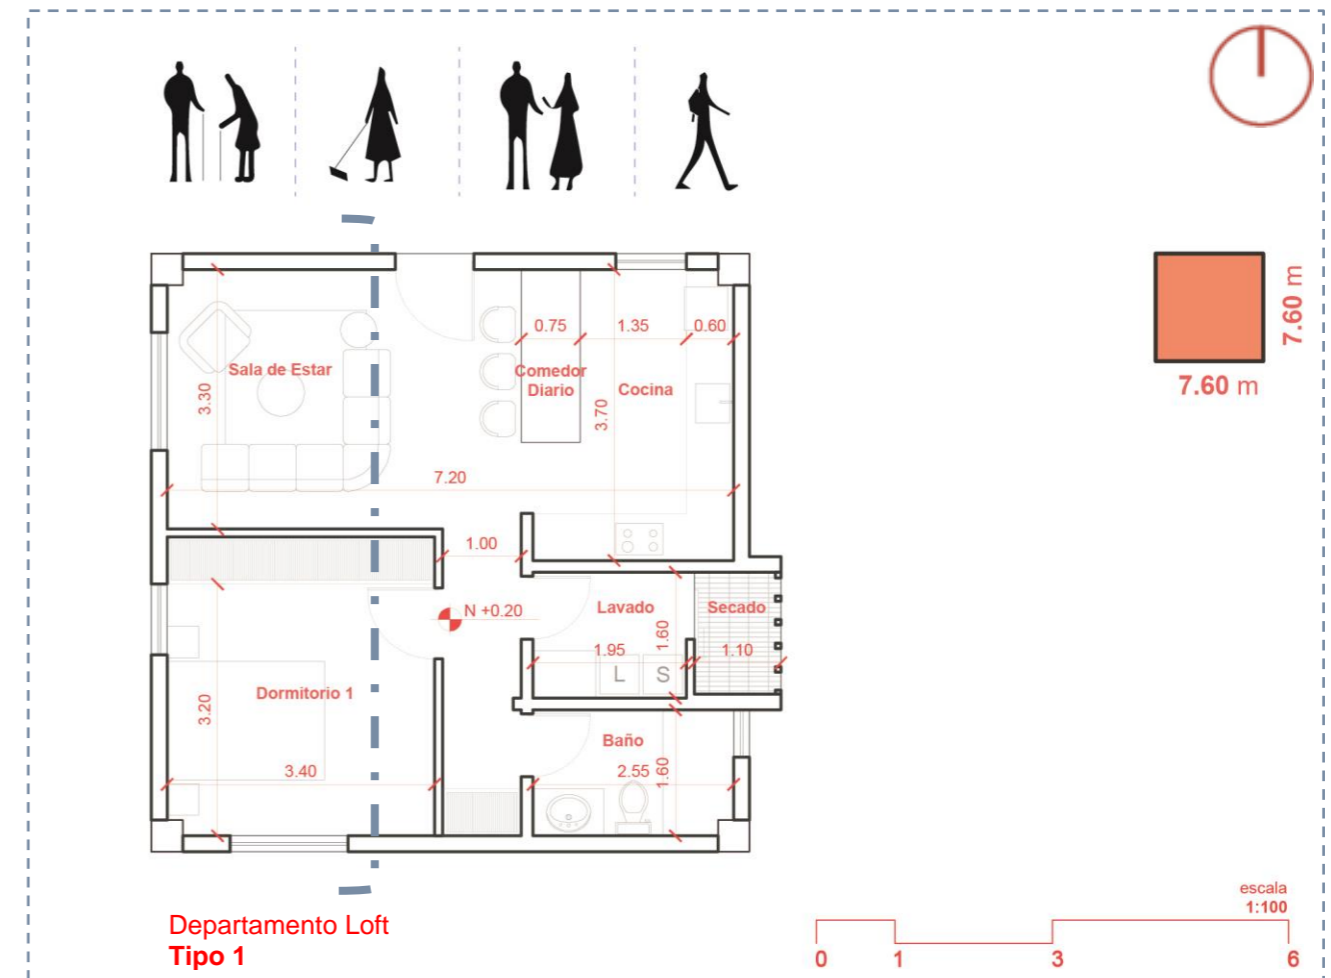 7.60 m
7.60 m
0.75
1.35
0.60
Sala de Estar
Comedor
Diario
Cocina
3.30
3.70
7.20
1.00
N +0.20
Lavado
Secado
1.60
1.95
1.10
L
S
Dormitorio 1
3.20
3.40
Baño
2.55
1.60
Departamento Loft
Tipo 1
escala
1:100
0
1
3
6